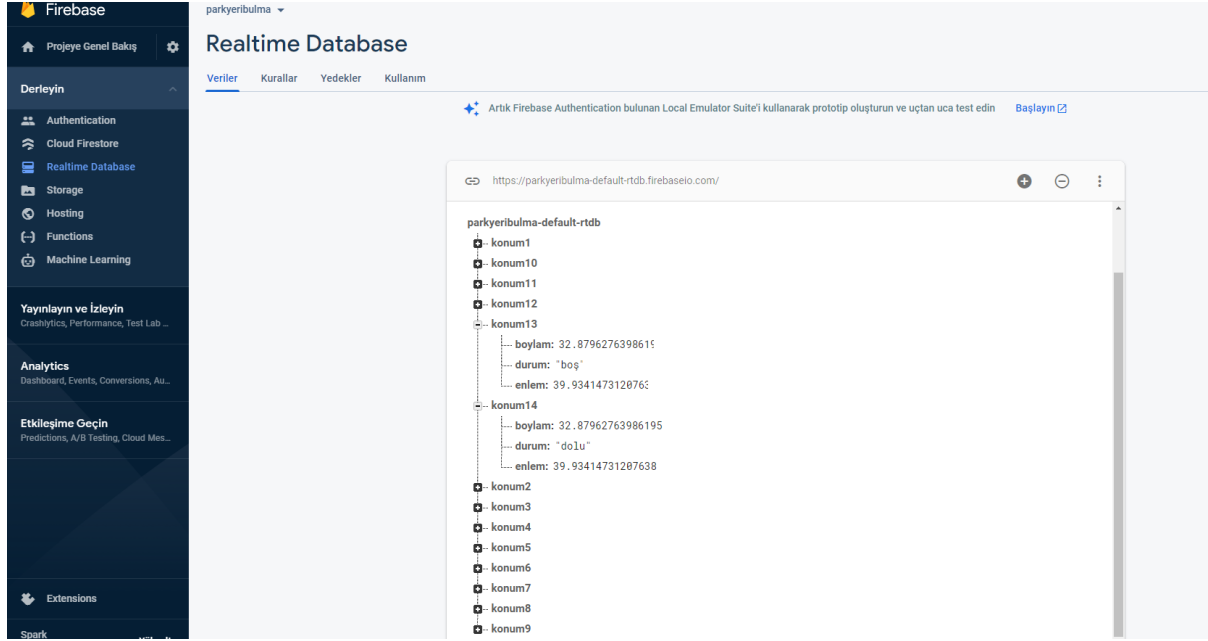 Firebase
Projeye Genel Bakış
Derleyin
Authentication
Cloud Firestore
Realtime Database
Storage
Hosting
Functions
Machine Learning
Yayınlayın ve İzleyin
Crashlytics, Performance, Test Lab ...
Analytics
Dashboard, Events, Conversions, Au...
Etkileşime Geçin
Predictions, A/B Testing, Cloud Mes...
Extensions
Spark
parkyeribulma
Realtime Database
Veriler Kurallar Yedekler Kullanım
Artık Firebase Authentication bulunan Local Emulator Suite'i kullanarak prototip oluşturun ve uçtan uca test edin Başlayın
https://parkyeribulma-default-rtdb.firebaseio.com/
parkyeribulma-default-rtdb
konum1
konum10
konum11
konum12
konum13
boylam: 32.8796276398619
durum: "boş"
enlem: 39.9341473120763
konum14
boylam: 32.87962763986195
durum: "dolu"
enlem: 39.93414731207638
konum2
konum3
konum4
konum5
konum6
konum7
konum8
konum9